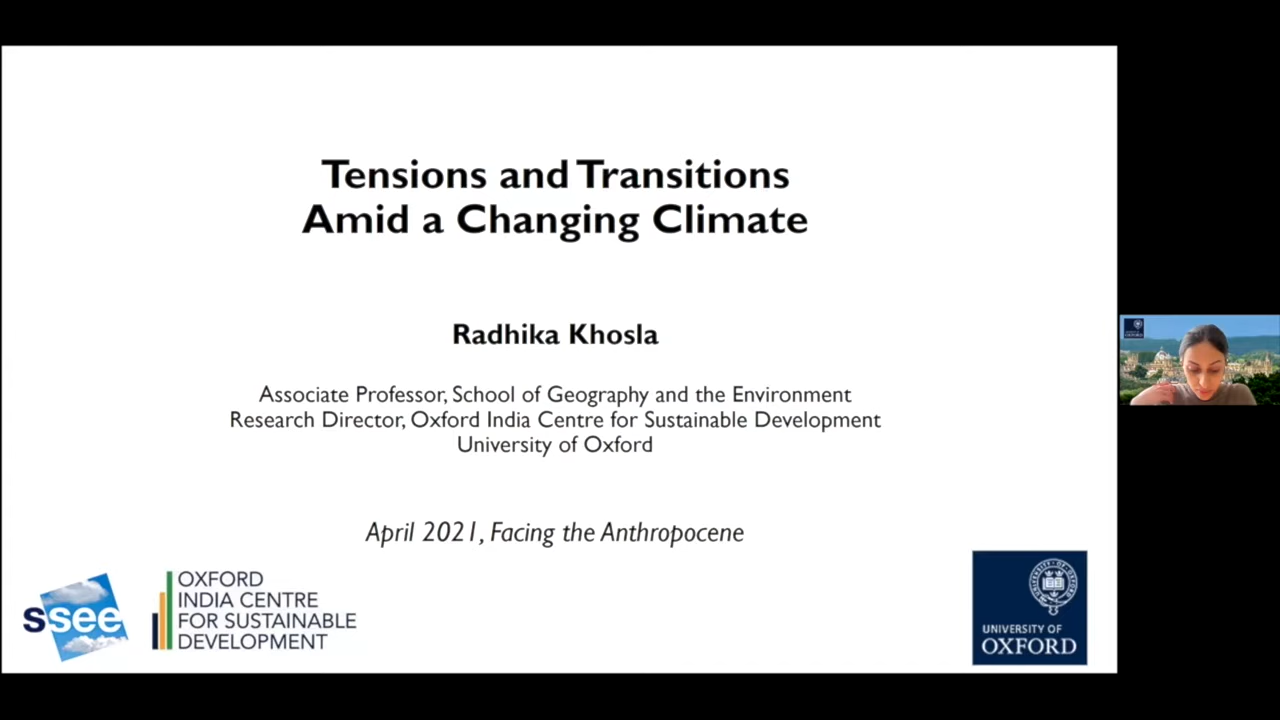 Tensions and Transitions
Amid a Changing Climate
Radhika Khosla
Associate Professor, School of Geography and the Environment
Research Director, Oxford India Centre for Sustainable Development
University of Oxford
April 2021, Facing the Anthropocene
ssee
OXFORD
INDIA CENTRE
FOR SUSTAINABLE
DEVELOPMENT
UNIVERSITY OF
OXFORD